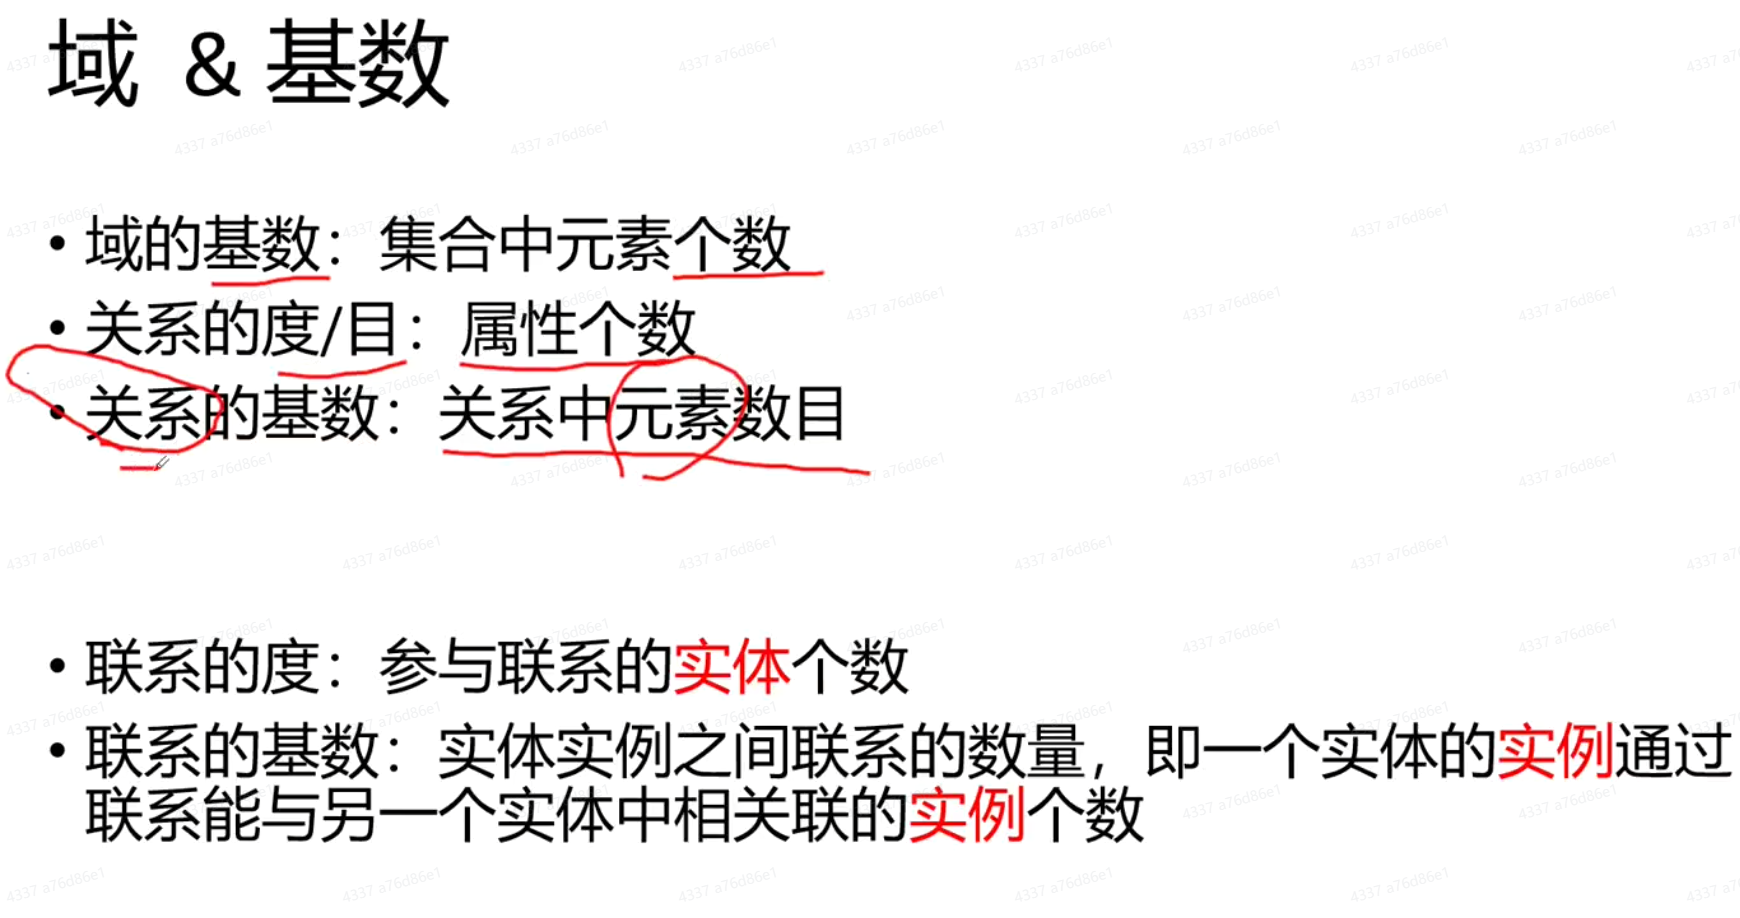 域 & 基数
• 域的基数：集合中元素个数
• 关系的度/目：属性个数
• 关系的基数：关系中元素数目
• 联系的度：参与联系的实体个数
• 联系的基数：实体实例之间联系的数量，即一个实体的实例通过
联系能与另一个实体中相关联的实例个数
4337 a76d86e1